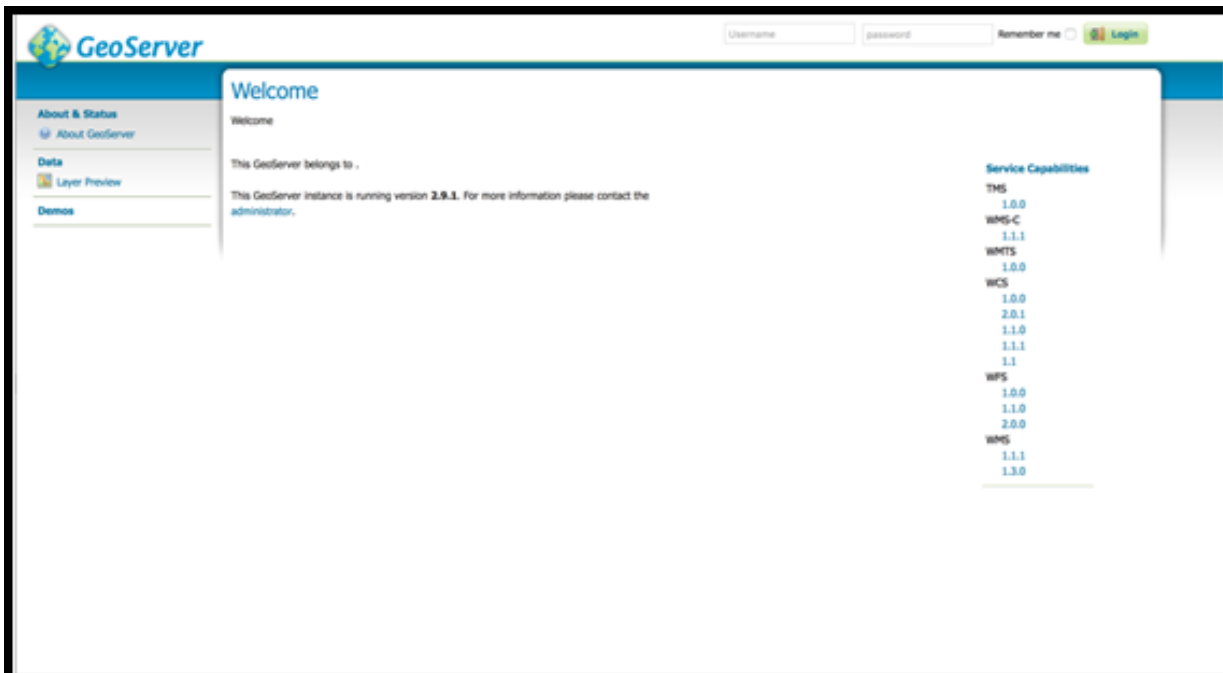 GeoServer
Username
password
Remember me
Login
About & Status
About GeoServer
Data
Layer Preview
Demos
Welcome
Welcome
This GeoServer belongs to .
This GeoServer instance is running version 2.9.1. For more information please contact the
administrator.
Service Capabilities
TMS
1.0.0
WMS-C
1.1.1
WMTS
1.0.0
WCS
1.0.0
2.0.1
1.1.0
1.1.1
1.1
WFS
1.0.0
1.1.0
2.0.0
WMS
1.1.1
1.3.0